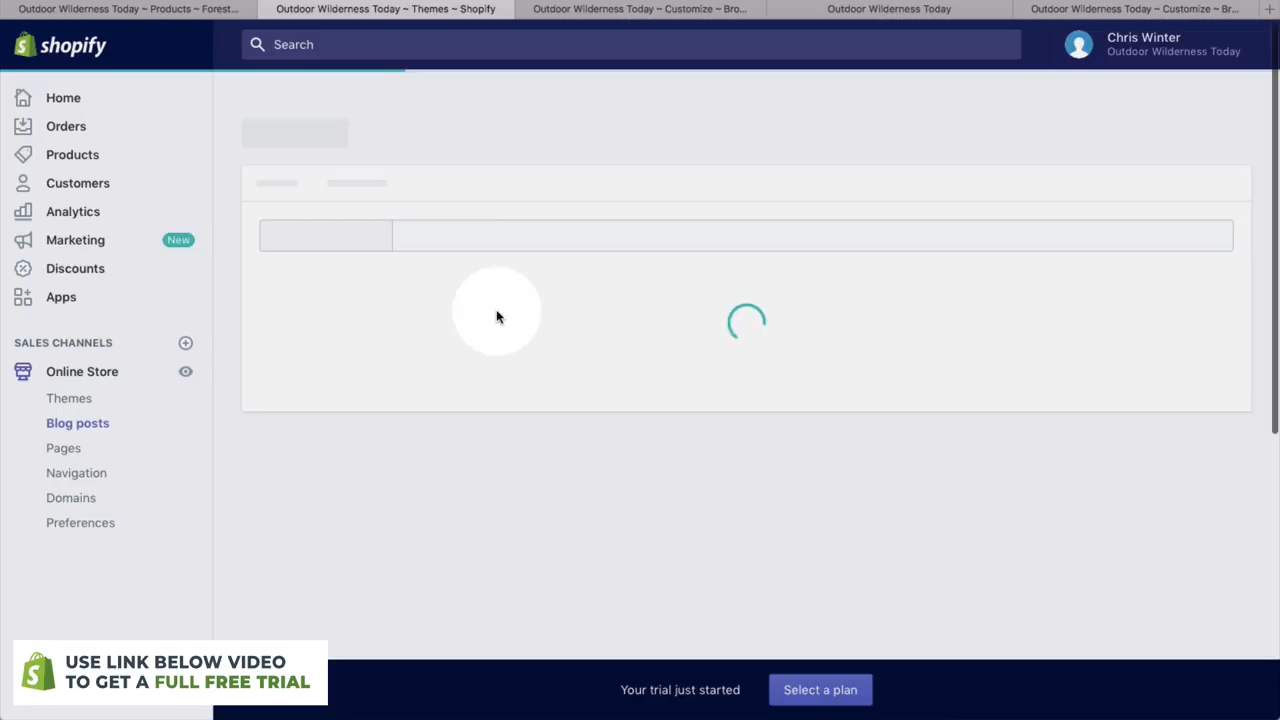 Outdoor Wilderness Today ~ Products ~ Forest...
Outdoor Wilderness Today ~ Themes ~ Shopify
Outdoor Wilderness Today ~ Customize ~ Bro...
Outdoor Wilderness Today
Outdoor Wilderness Today ~ Customize ~ Br...
shopify
Search
Chris Winter
Outdoor Wilderness Today
Home
Orders
Products
Customers
Analytics
Marketing
New
Discounts
Apps
SALES CHANNELS
Online Store
Themes
Blog posts
Pages
Navigation
Domains
Preferences
USE LINK BELOW VIDEO
TO GET A FULL FREE TRIAL
Your trial just started
Select a plan